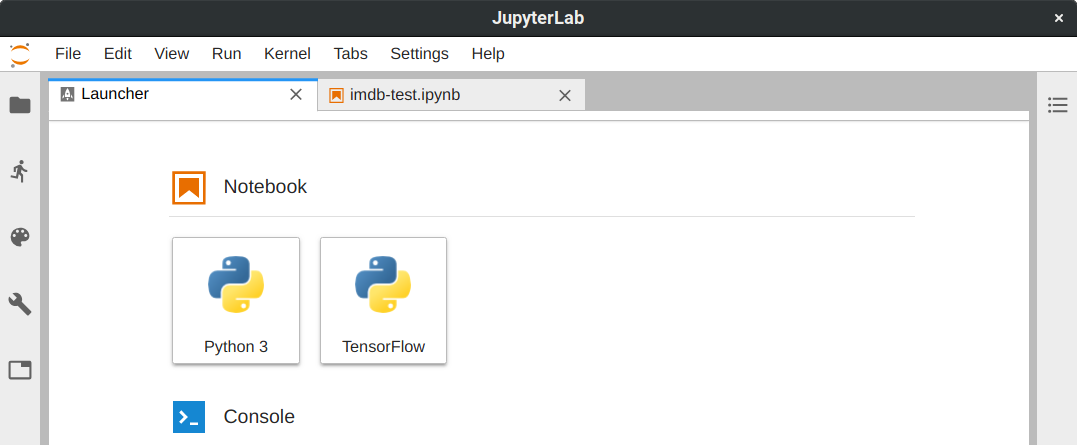 JupyterLab
File Edit View Run Kernel Tabs Settings Help
Launcher imdb-test.ipynb
Notebook
Python 3 TensorFlow
Console